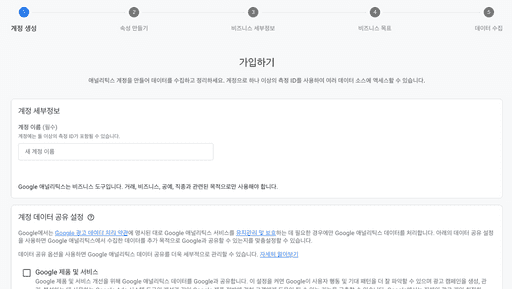 1 2 3 4 5
계정 생성 속성 만들기 비즈니스 세부정보 비즈니스 목표 데이터 수집
가입하기
애널리틱스 계정을 만들어 데이터를 수집하고 정리하세요. 계정으로 하나 이상의 측정 ID를 사용하여 여러 데이터 소스에 액세스할 수 있습니다.
계정 세부정보
계정 이름 (필수)
계정에는 둘 이상의 측정 ID가 포함될 수 있습니다.
새 계정 이름
Google 애널리틱스는 비즈니스 도구입니다. 거래, 비즈니스, 공예, 직종과 관련된 목적으로만 사용해야 합니다.
계정 데이터 공유 설정
Google에서는 Google 광고 데이터 처리 약관에 명시된 대로 Google 애널리틱스 서비스를 유지관리 및 보호하는 데 필요한 경우에만 Google 애널리틱스 데이터를 처리합니다. 아래의 데이터 공유 설정
을 사용하면 Google 애널리틱스에서 수집한 데이터를 추가 목적으로 Google과 공유할 수 있는지를 맞춤설정할 수 있습니다.
데이터 공유 옵션을 사용하면 Google 애널리틱스 데이터 공유를 더욱 세부적으로 관리할 수 있습니다. 자세히 알아보기
Google 제품 및 서비스
Google 제품 및 서비스 개선을 위해 Google 애널리틱스 데이터를 Google과 공유합니다. 이 설정을 켜면 Google이 사용자 행동 및 기대 패턴을 더 잘 파악할 수 있으며 광고 캠페인을 생성, 관